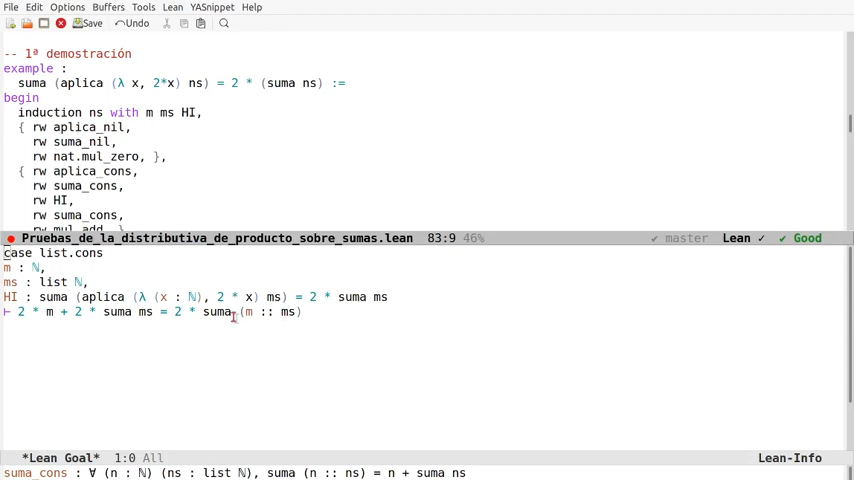 File Edit Options Buffers Tools Lean YASnippet Help
Save Undo
-- 1ª demostración
example :
  suma (aplica (λ x, 2*x) ns) = 2 * (suma ns) :=
begin
  induction ns with m ms HI,
  { rw aplica_nil,
    rw suma_nil,
    rw nat.mul_zero, },
  { rw aplica_cons,
    rw suma_cons,
    rw HI,
    rw suma_cons,
    rw mul_add, }
Pruebas_de_la_distributiva_de_producto_sobre_sumas.lean 83:9 46% ✔ master Lean ✓ ✔ Good
case list.cons
m : ℕ,
ms : list ℕ,
HI : suma (aplica (λ (x : ℕ), 2 * x) ms) = 2 * suma ms
⊢ 2 * m + 2 * suma ms = 2 * suma (m :: ms)
*Lean Goal* 1:0 All Lean-Info
suma_cons : ∀ (n : ℕ) (ns : list ℕ), suma (n :: ns) = n + suma ns